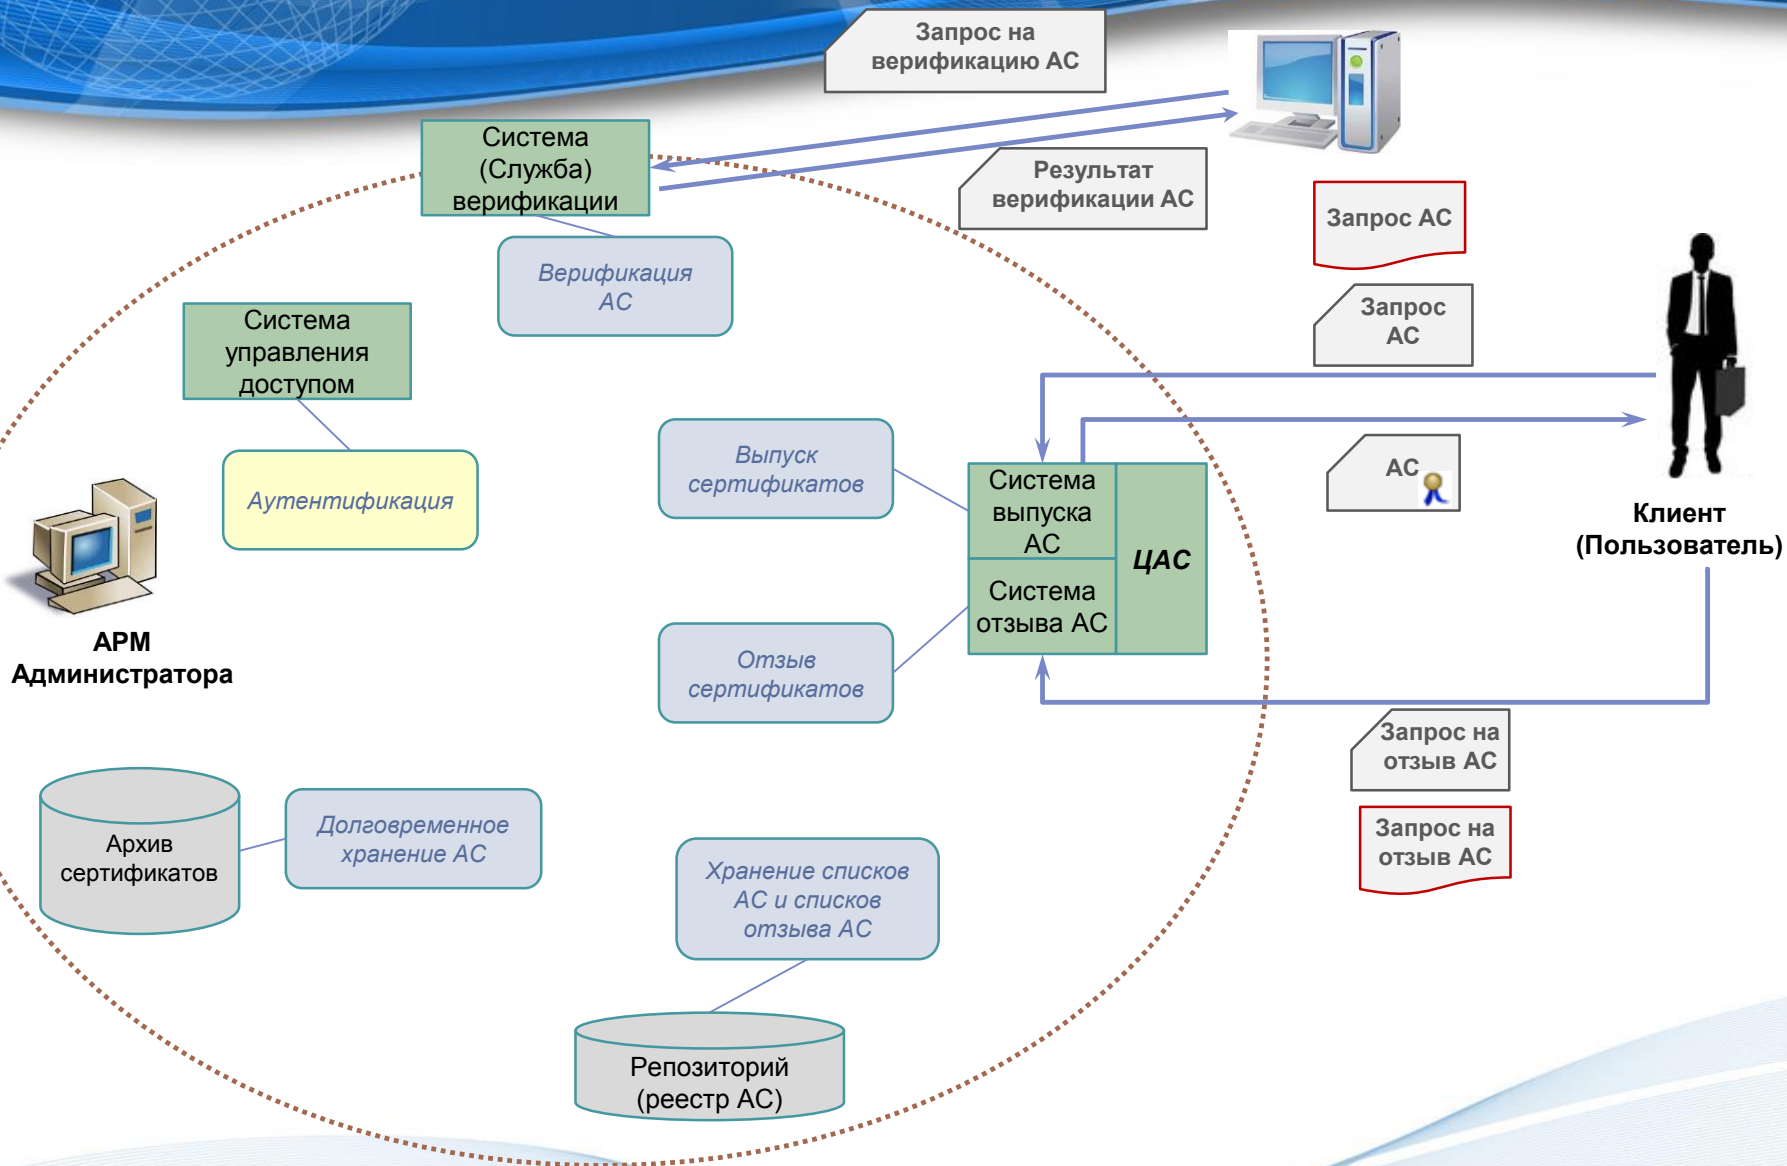 Запрос на
верификацию АС
Система
(Служба)
верификации
Результат
верификации АС
Запрос АС
Верификация
АС
Запрос
АС
Система
управления
доступом
Выпуск
сертификатов
АС
Аутентификация
Система
выпуска
АС
ЦАС
Клиент
(Пользователь)
Система
отзыва АС
АРМ
Администратора
Отзыв
сертификатов
Запрос на
отзыв АС
Запрос на
отзыв АС
Архив
сертификатов
Долговременное
хранение АС
Хранение списков
АС и списков
отзыва АС
Репозиторий
(реестр АС)